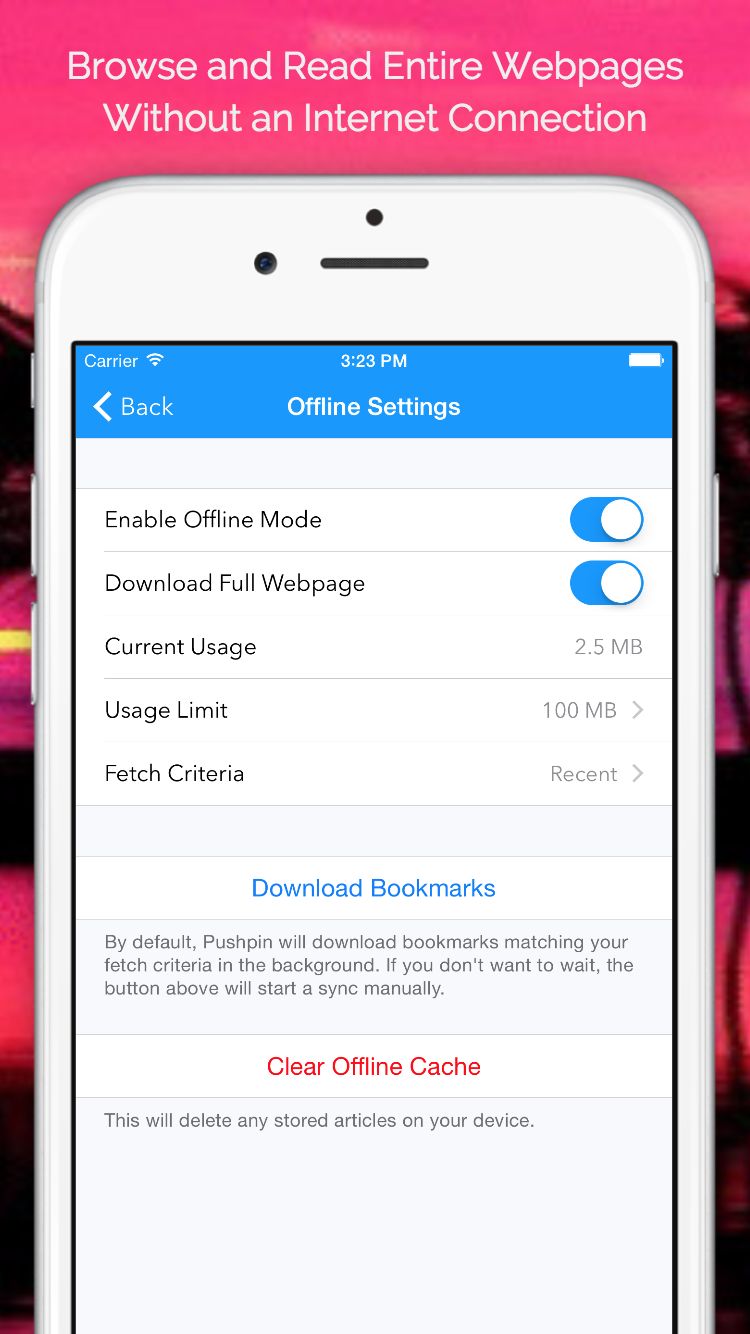 Browse and Read Entire Webpages
Without an Internet Connection
Carrier 3:23 PM
Back Offline Settings
Enable Offline Mode
Download Full Webpage
Current Usage 2.5 MB
Usage Limit 100 MB
Fetch Criteria Recent
Download Bookmarks
By default, Pushpin will download bookmarks matching your
fetch criteria in the background. If you don't want to wait, the
button above will start a sync manually.
Clear Offline Cache
This will delete any stored articles on your device.